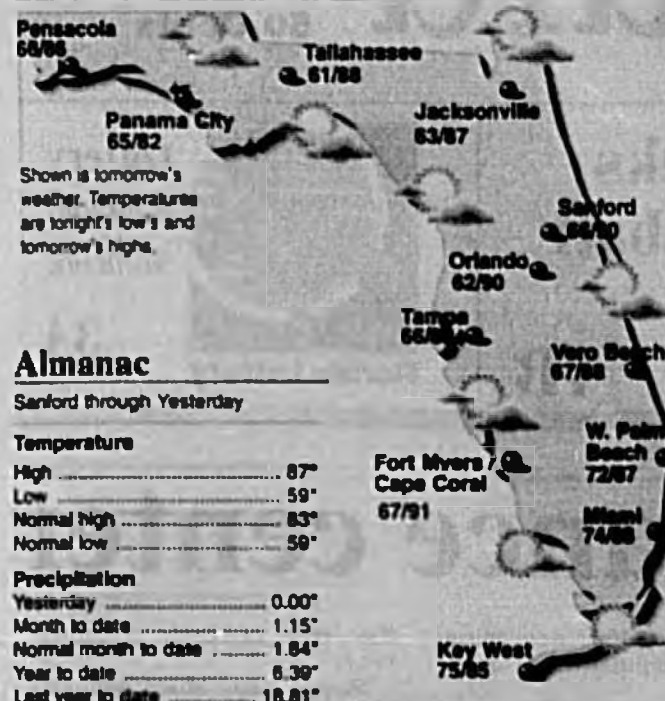 Pensacola
66/86
Tallahassee
61/88
Panama City
65/82
Jacksonville
63/87
Shown is tomorrow's
weather. Temperatures
are tonight's low's and
tomorrow's highs.
Sanford
Orlando
62/90
Tampa
Vero Beach
67/88
Almanac
Sanford through Yesterday
Temperature
High ........ 87°
Low ........ 59°
Normal high ........ 83°
Normal low ........ 59°
W. Palm
Beach
72/87
Fort Myers /
Cape Coral
67/91
Miami
Precipitation
Yesterday ........ 0.00"
Month to date ........ 1.15"
Normal month to date ........ 1.64"
Year to date ........ 6.39"
Last year to date ........ 18.81"
Key West
75/85